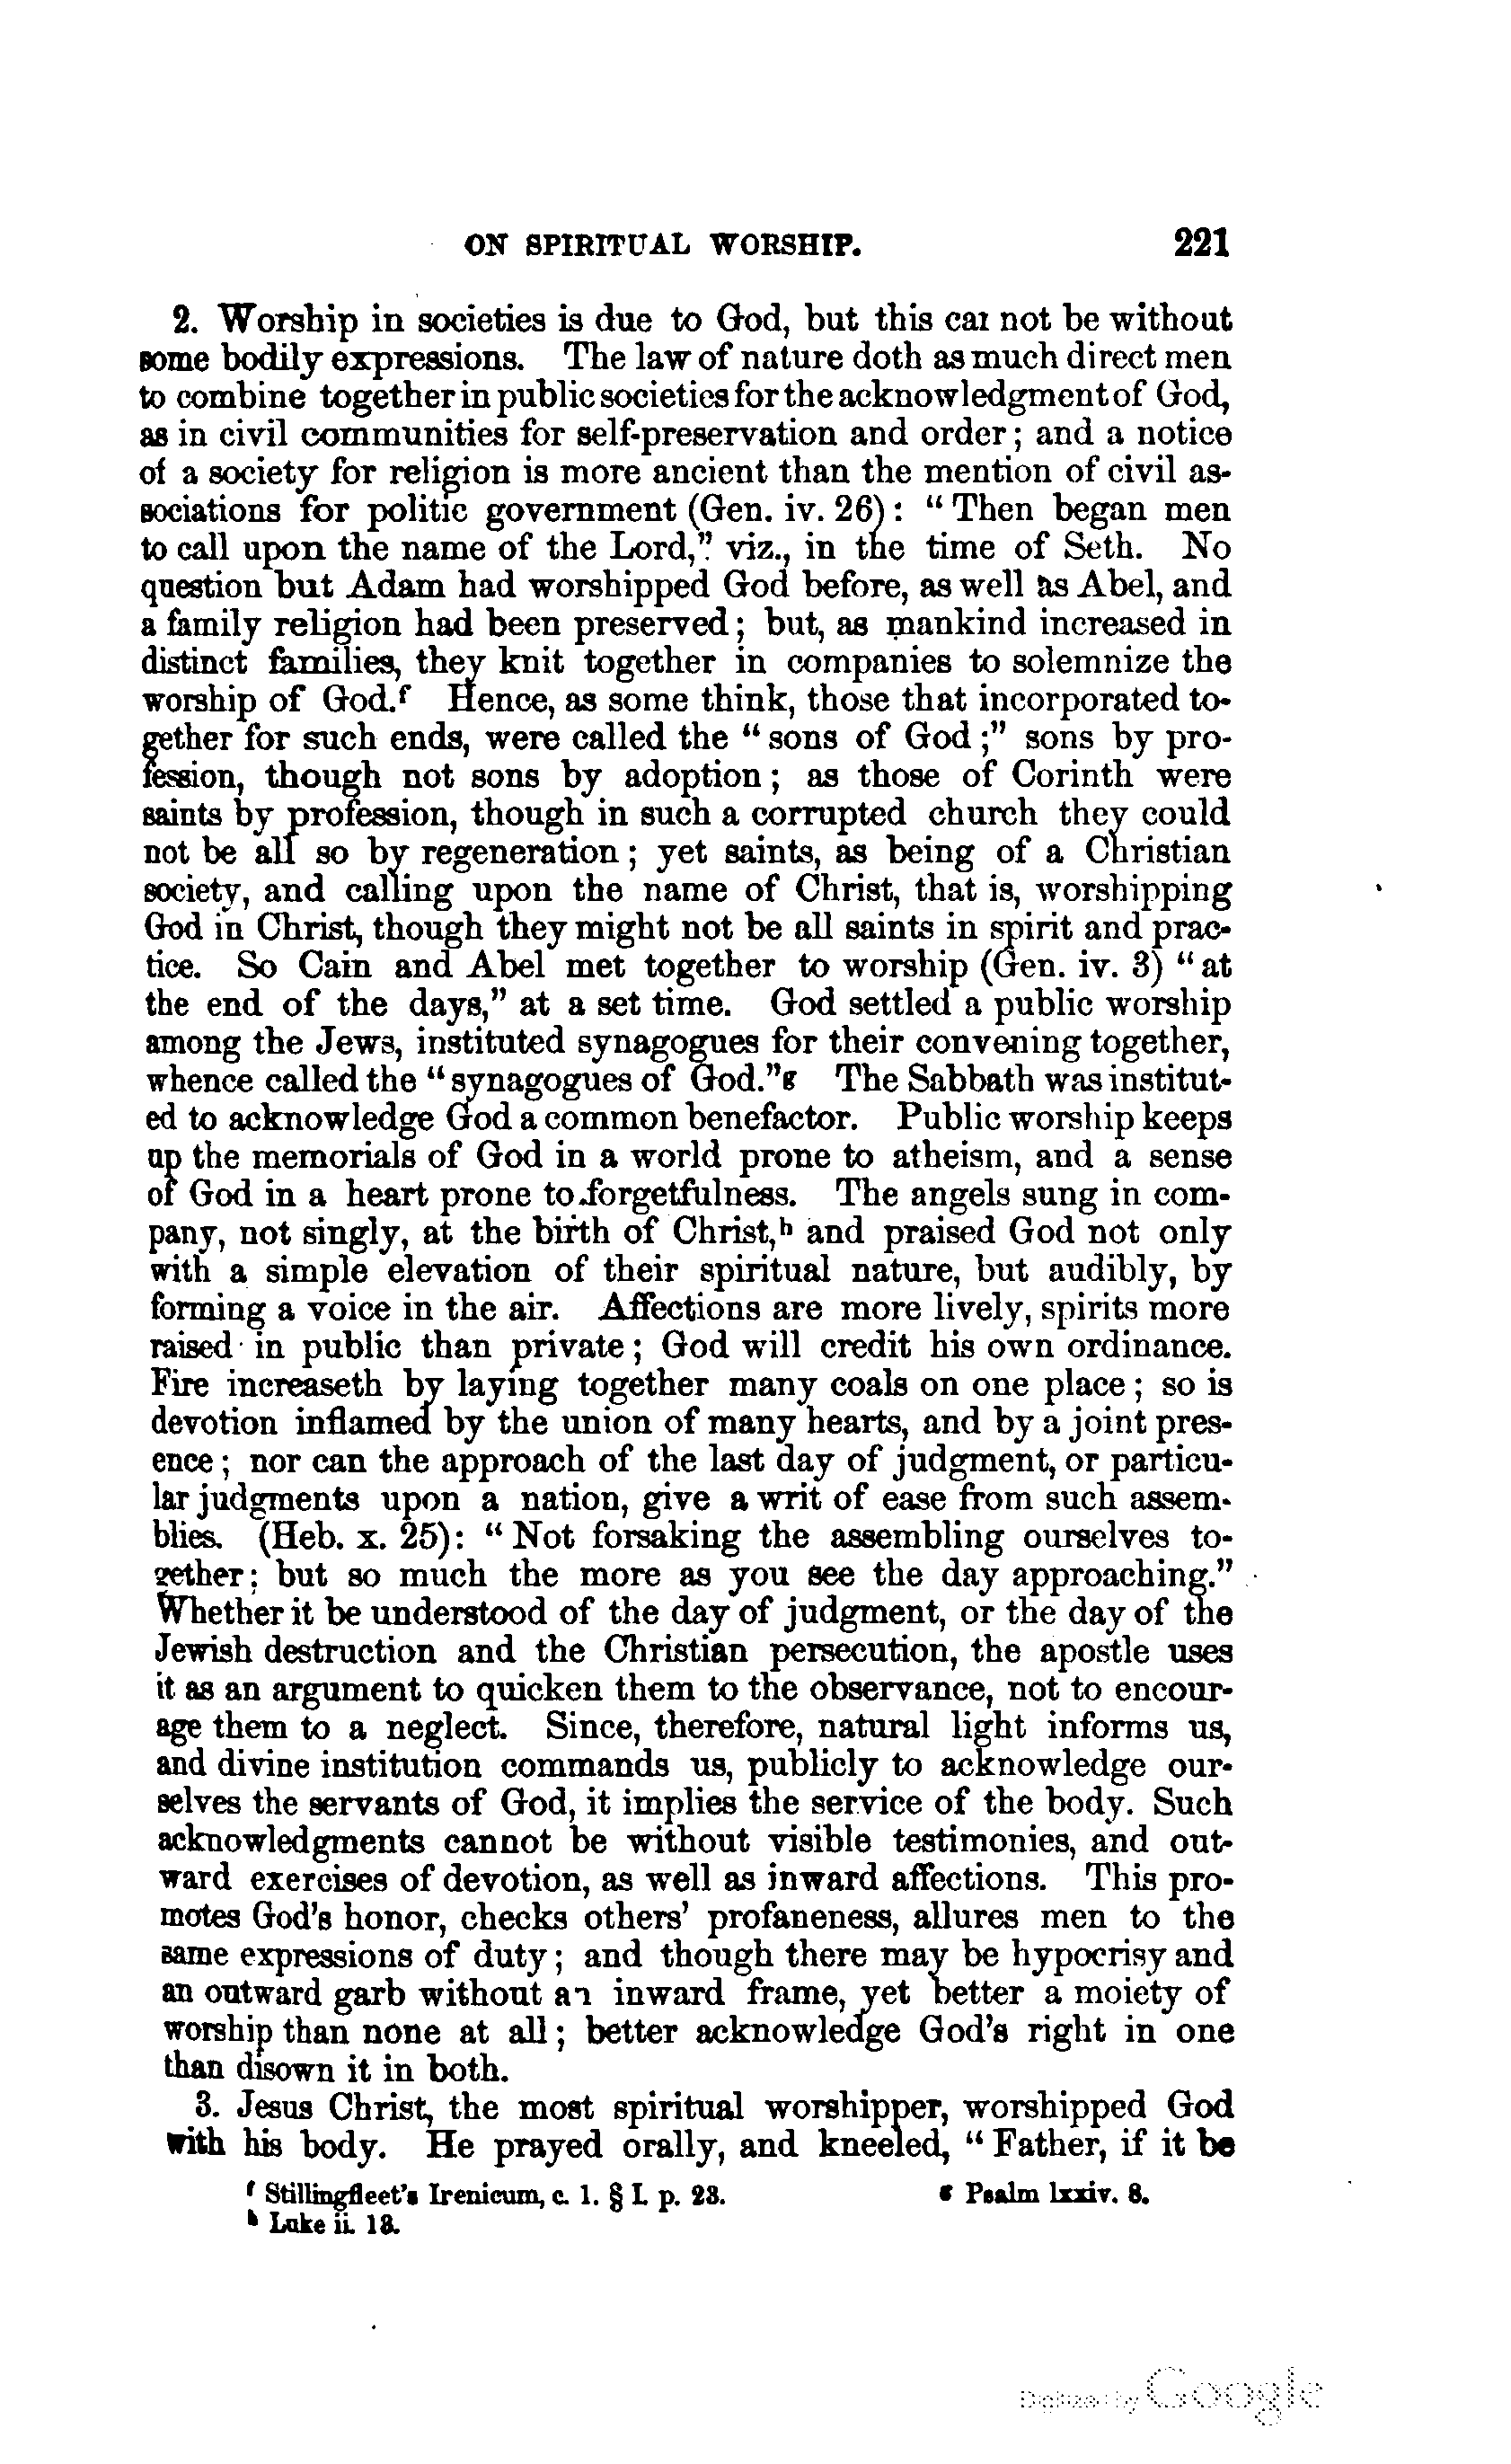 ON SPIRITUAL WORSHIP. 221
2. Worship in societies is due to God, but this cai not be without
some bodily expressions. The law of nature doth as much direct men
to combine together in public societies for the acknowledgment of God,
as in civil communities for self-preservation and order; and a notice
of a society for religion is more ancient than the mention of civil as-
sociations for politic government (Gen. iv. 26): “Then began men
to call upon the name of the Lord,” viz., in the time of Seth. No
question but Adam had worshipped God before, as well as Abel, and
a family religion had been preserved; but, as mankind increased in
distinct families, they knit together in companies to solemnize the
worship of God.ᶠ Hence, as some think, those that incorporated to-
gether for such ends, were called the “sons of God;” sons by pro-
fession, though not sons by adoption; as those of Corinth were
saints by profession, though in such a corrupted church they could
not be all so by regeneration; yet saints, as being of a Christian
society, and calling upon the name of Christ, that is, worshipping
God in Christ, though they might not be all saints in spirit and prac-
tice. So Cain and Abel met together to worship (Gen. iv. 3) “at
the end of the days,” at a set time. God settled a public worship
among the Jews, instituted synagogues for their convening together,
whence called the “synagogues of God.”ᵍ The Sabbath was institut-
ed to acknowledge God a common benefactor. Public worship keeps
up the memorials of God in a world prone to atheism, and a sense
of God in a heart prone to forgetfulness. The angels sung in com-
pany, not singly, at the birth of Christ,ʰ and praised God not only
with a simple elevation of their spiritual nature, but audibly, by
forming a voice in the air. Affections are more lively, spirits more
raised in public than private; God will credit his own ordinance.
Fire increaseth by laying together many coals on one place; so is
devotion inflamed by the union of many hearts, and by a joint pres-
ence; nor can the approach of the last day of judgment, or particu-
lar judgments upon a nation, give a writ of ease from such assem-
blies. (Heb. x. 25): “Not forsaking the assembling ourselves to-
gether; but so much the more as you see the day approaching.”
Whether it be understood of the day of judgment, or the day of the
Jewish destruction and the Christian persecution, the apostle uses
it as an argument to quicken them to the observance, not to encour-
age them to a neglect. Since, therefore, natural light informs us,
and divine institution commands us, publicly to acknowledge our-
selves the servants of God, it implies the service of the body. Such
acknowledgments cannot be without visible testimonies, and out-
ward exercises of devotion, as well as inward affections. This pro-
motes God's honor, checks others' profaneness, allures men to the
same expressions of duty; and though there may be hypocrisy and
an outward garb without an inward frame, yet better a moiety of
worship than none at all; better acknowledge God's right in one
than disown it in both.
3. Jesus Christ, the most spiritual worshipper, worshipped God
with his body. He prayed orally, and kneeled, “Father, if it be
ᶠ Stillingfleet's Irenicum, c. 1. § I. p. 23. ᵍ Psalm lxxiv. 8.
ʰ Luke ii. 13.
Digitized by Google